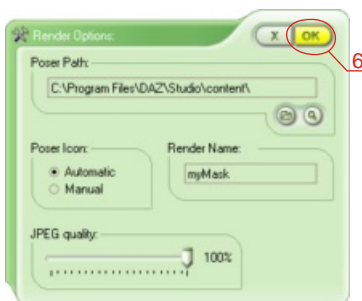 Render Options:
X OK
6
Poser Path:
C:\Program Files\DAZ\Studio\content\
Poser Icon:
Render Name:
Automatic
myMask
Manual
JPEG quality:
100%